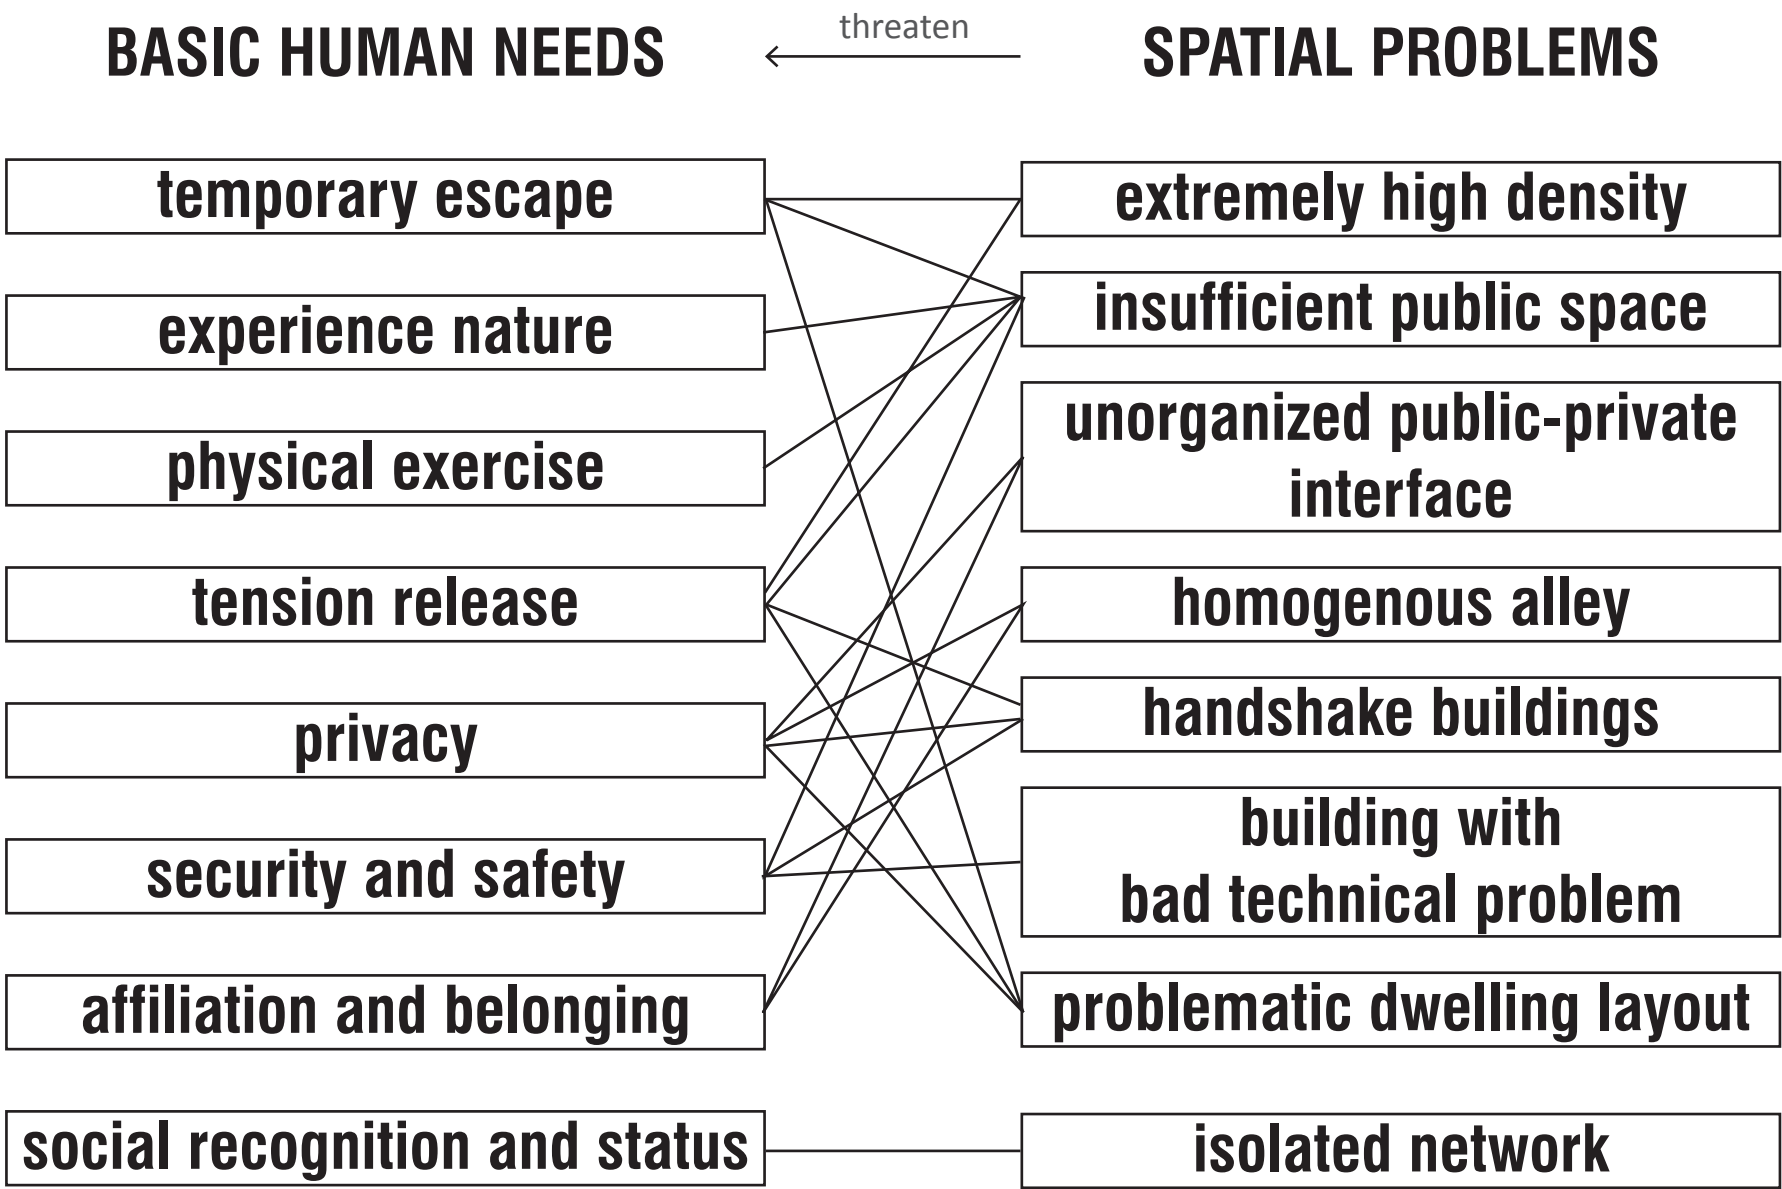 BASIC HUMAN NEEDS
threaten
SPATIAL PROBLEMS
temporary escape
experience nature
physical exercise
tension release
privacy
security and safety
affiliation and belonging
social recognition and status
extremely high density
insufficient public space
unorganized public-private
interface
homogenous alley
handshake buildings
building with
bad technical problem
problematic dwelling layout
isolated network